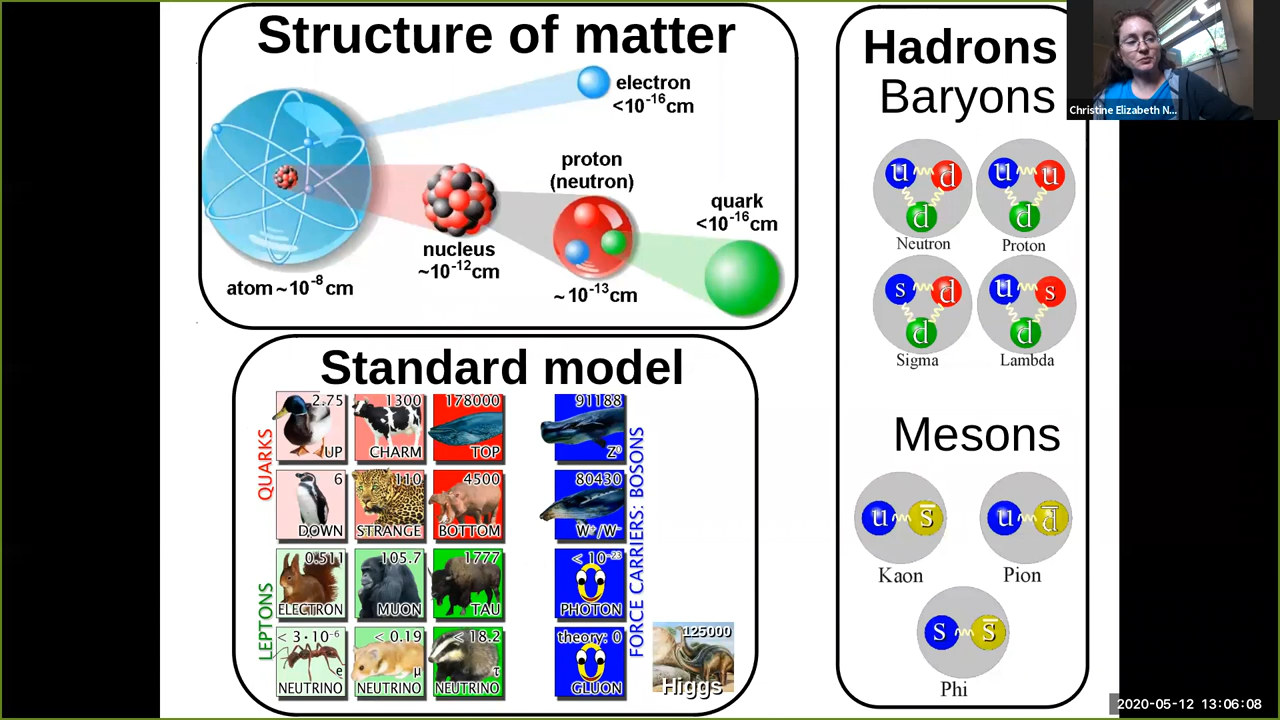 Structure of matter
electron
<10⁻¹⁶cm
proton
(neutron)
quark
<10⁻¹⁶cm
nucleus
~10⁻¹²cm
atom ~10⁻⁸cm
~10⁻¹³cm
Standard model
QUARKS
2.75
UP
1300
CHARM
178000
TOP
91188
Z⁰
6
DOWN
110
STRANGE
4500
BOTTOM
80430
W⁺/W⁻
FORCE CARRIERS: BOSONS
LEPTONS
0.511
ELECTRON
105.7
MUON
1777
TAU
< 10⁻²³
PHOTON
< 3·10⁻⁶
e
NEUTRINO
< 0.19
μ
NEUTRINO
< 18.2
τ
NEUTRINO
theory: 0
GLUON
125000
Higgs
Hadrons
Baryons
u d
d
Neutron
u u
d
Proton
s d
d
Sigma
u s
d
Lambda
Mesons
u s̅
Kaon
u d̅
Pion
s s̅
Phi
Christine Elizabeth N...
2020-05-12 13:06:08